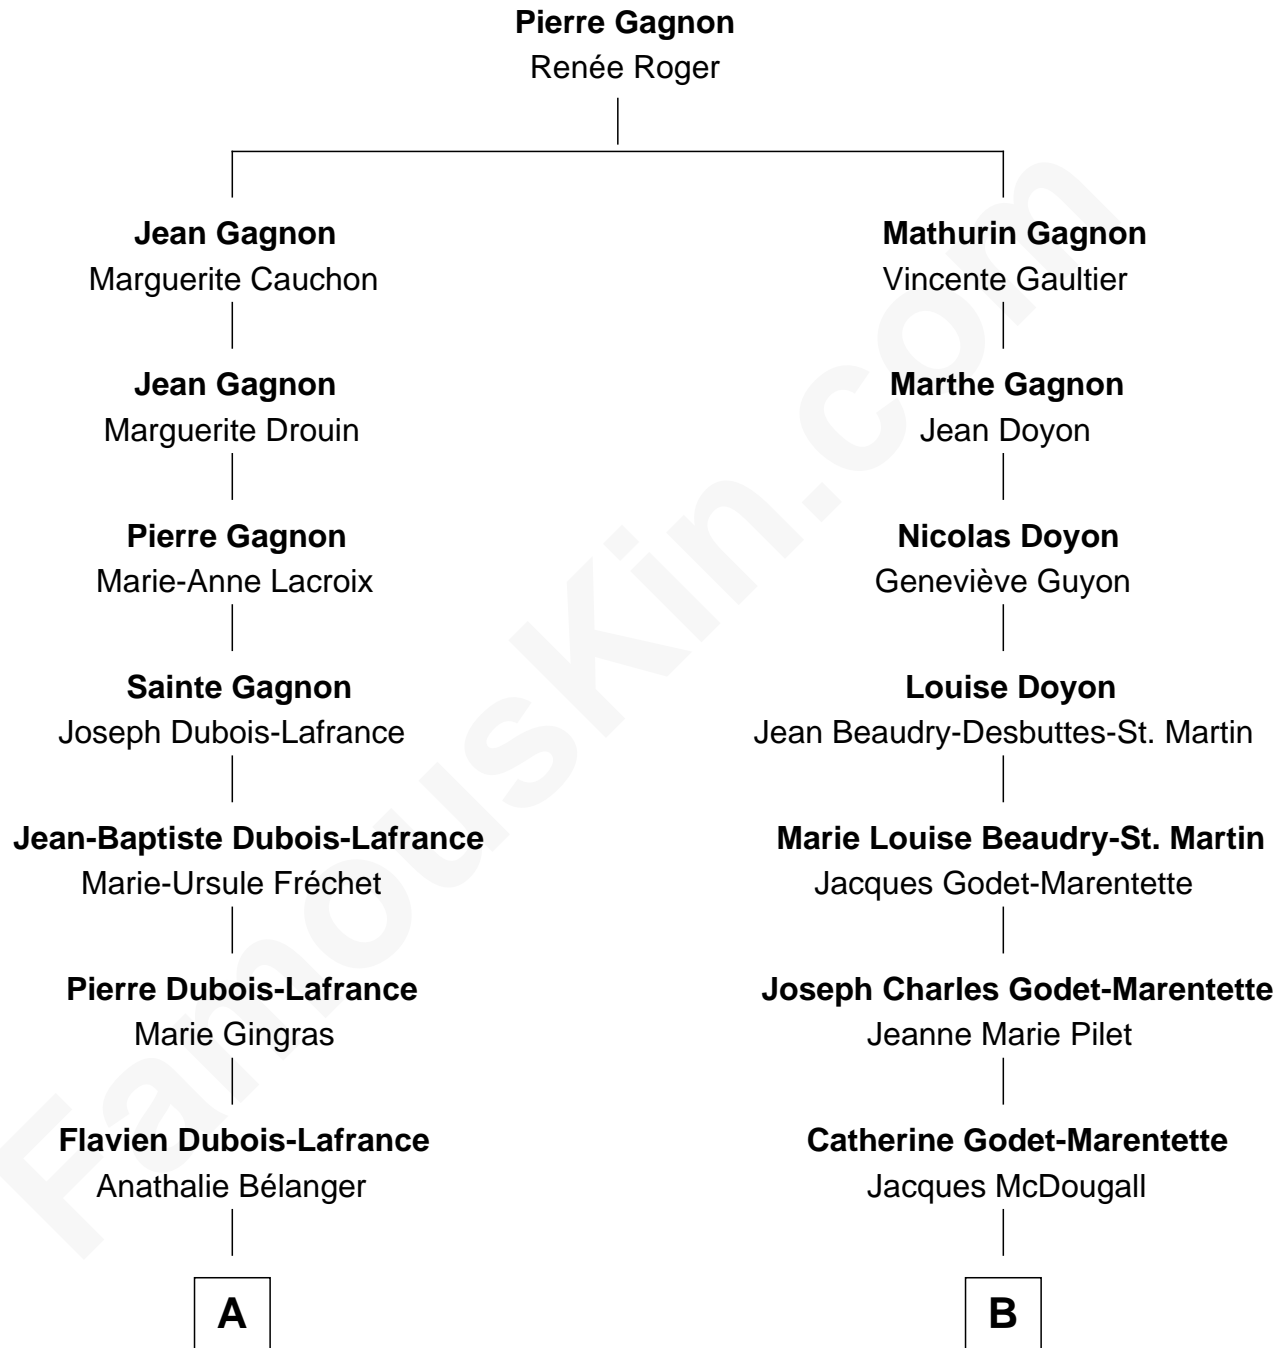 Pierre Gagnon
Renée Roger
Jean Gagnon
Marguerite Cauchon
Mathurin Gagnon
Vincente Gaultier
Jean Gagnon
Marguerite Drouin
Marthe Gagnon
Jean Doyon
Pierre Gagnon
Marie-Anne Lacroix
Nicolas Doyon
Geneviève Guyon
Sainte Gagnon
Joseph Dubois-Lafrance
Louise Doyon
Jean Beaudry-Desbuttes-St. Martin
Jean-Baptiste Dubois-Lafrance
Marie-Ursule Fréchet
Marie Louise Beaudry-St. Martin
Jacques Godet-Marentette
Pierre Dubois-Lafrance
Marie Gingras
Joseph Charles Godet-Marentette
Jeanne Marie Pilet
Flavien Dubois-Lafrance
Anathalie Bélanger
Catherine Godet-Marentette
Jacques McDougall
A
B
FamousKin.com